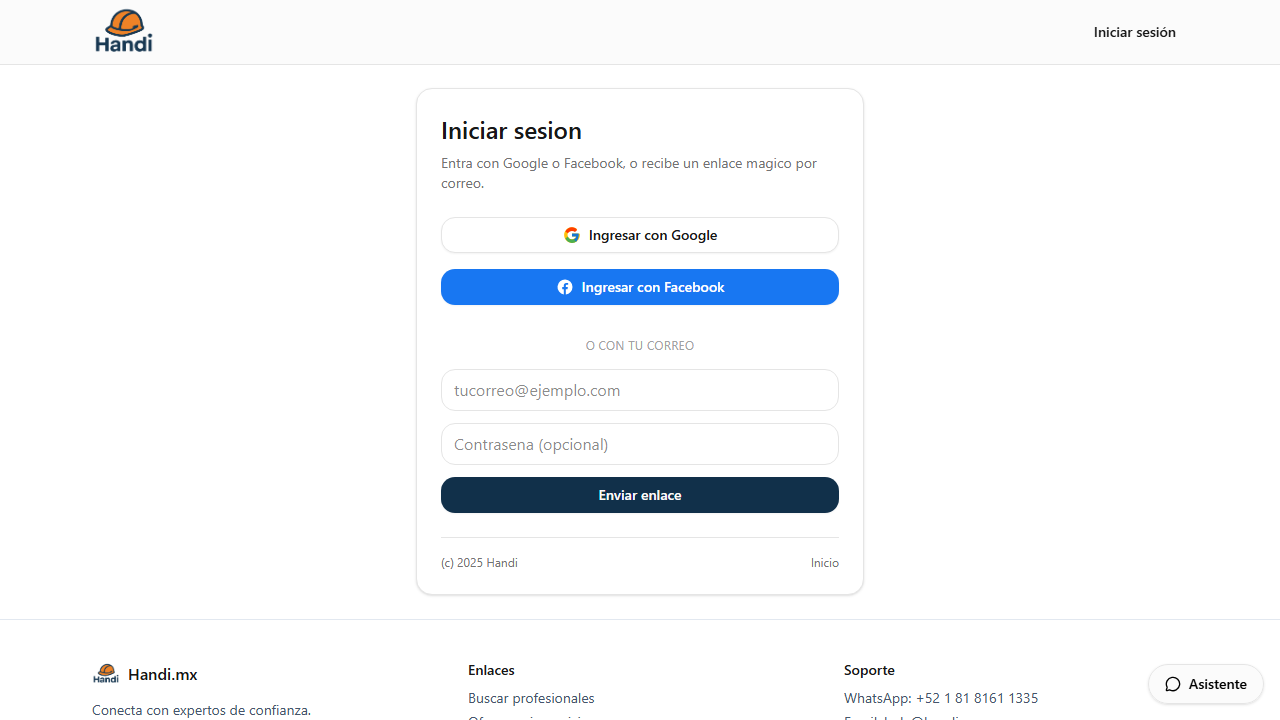 Handi
Iniciar sesión
Iniciar sesion
Entra con Google o Facebook, o recibe un enlace magico por
correo.
Ingresar con Google
Ingresar con Facebook
O CON TU CORREO
tucorreo@ejemplo.com
Contrasena (opcional)
Enviar enlace
(c) 2025 Handi
Inicio
Handi
Handi.mx
Conecta con expertos de confianza.
Enlaces
Buscar profesionales
Soporte
WhatsApp: +52 1 81 8161 1335
Asistente